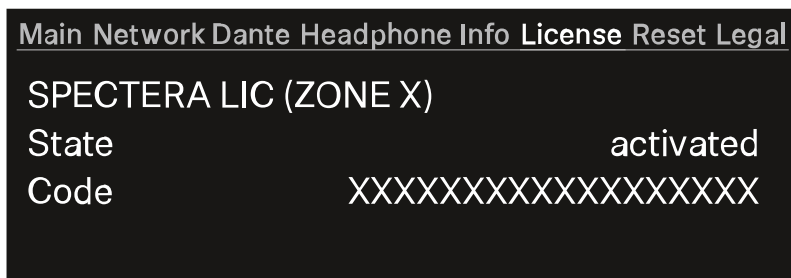 Main Network Dante Headphone Info License Reset Legal
SPECTERA LIC (ZONE X)
State activated
Code XXXXXXXXXXXXXXXXXX